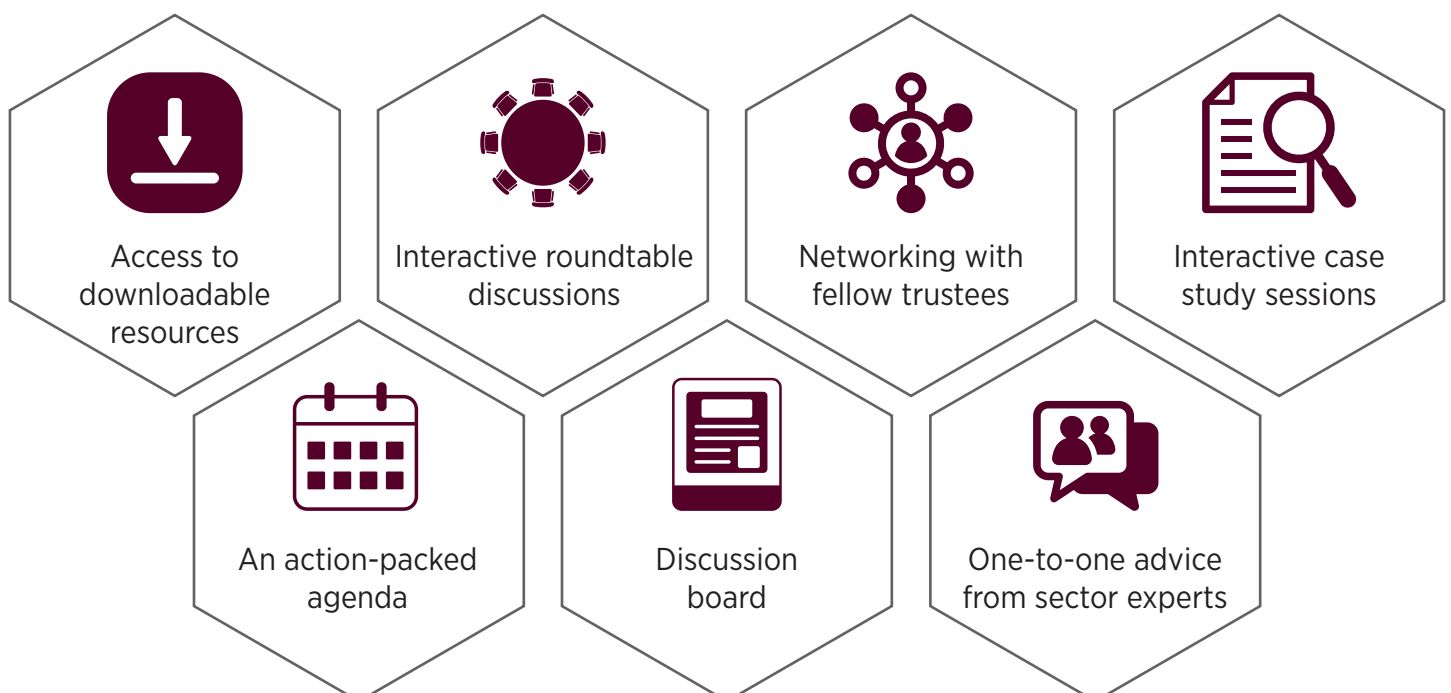 Access to
downloadable
resources
Interactive roundtable
discussions
Networking with
fellow trustees
Interactive case
study sessions
An action-packed
agenda
Discussion
board
One-to-one advice
from sector experts